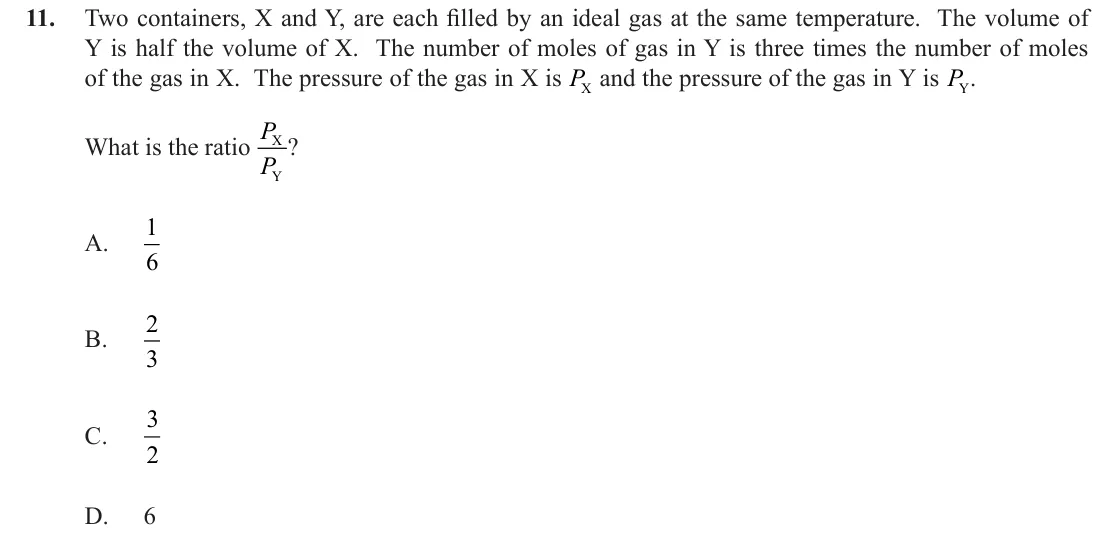 11. Two containers, X and Y, are each filled by an ideal gas at the same temperature. The volume of
Y is half the volume of X. The number of moles of gas in Y is three times the number of moles
of the gas in X. The pressure of the gas in X is P_X and the pressure of the gas in Y is P_Y.
What is the ratio P_X/P_Y?
A. 1/6
B. 2/3
C. 3/2
D. 6